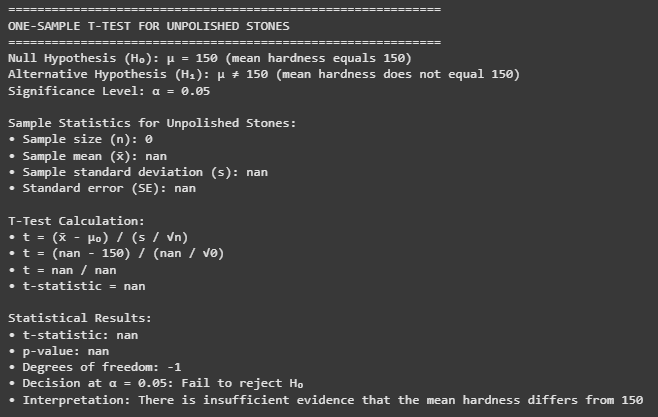 ============================================================
ONE-SAMPLE T-TEST FOR UNPOLISHED STONES
============================================================
Null Hypothesis (H₀): μ = 150 (mean hardness equals 150)
Alternative Hypothesis (H₁): μ ≠ 150 (mean hardness does not equal 150)
Significance Level: α = 0.05

Sample Statistics for Unpolished Stones:
• Sample size (n): 0
• Sample mean (x̄): nan
• Sample standard deviation (s): nan
• Standard error (SE): nan

T-Test Calculation:
• t = (x̄ - μ₀) / (s / √n)
• t = (nan - 150) / (nan / √0)
• t = nan / nan
• t-statistic = nan

Statistical Results:
• t-statistic: nan
• p-value: nan
• Degrees of freedom: -1
• Decision at α = 0.05: Fail to reject H₀
• Interpretation: There is insufficient evidence that the mean hardness differs from 150